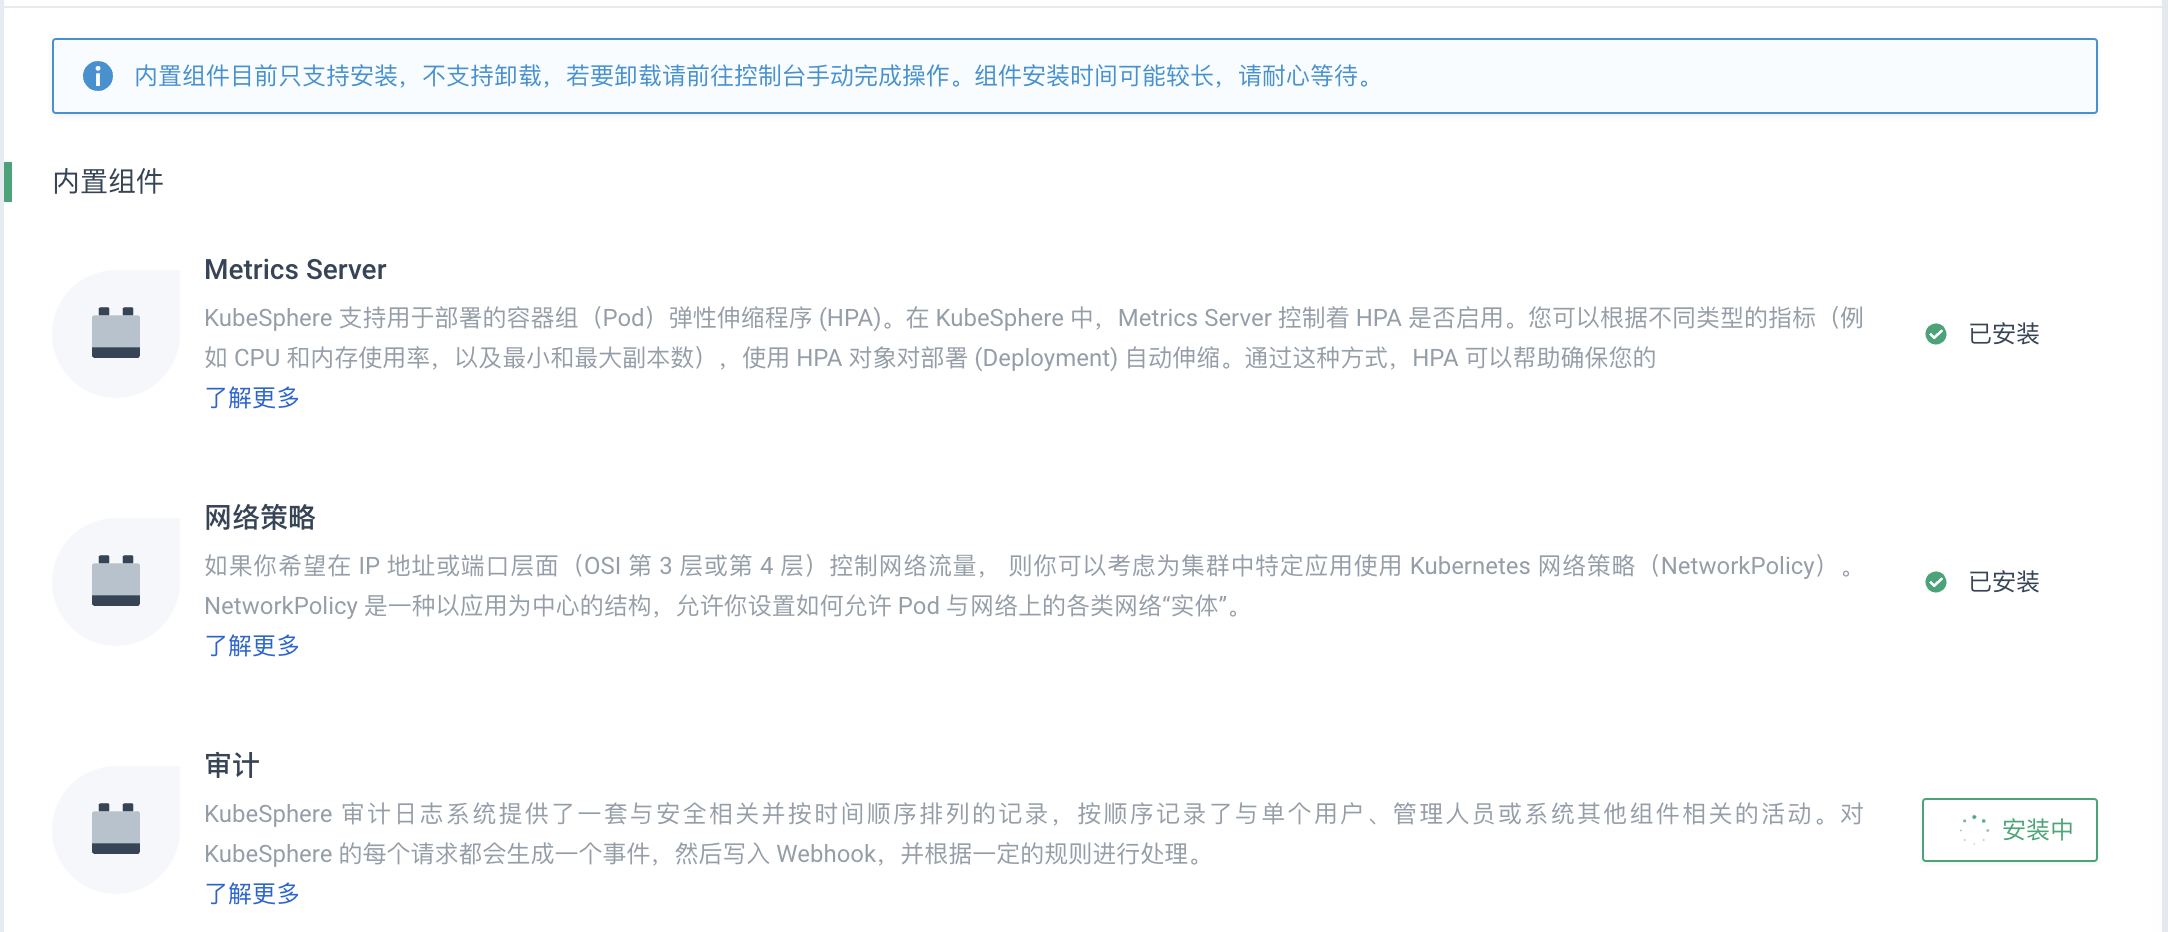 内置组件目前只支持安装，不支持卸载，若要卸载请前往控制台手动完成操作。组件安装时间可能较长，请耐心等待。
内置组件
Metrics Server
KubeSphere 支持用于部署的容器组（Pod）弹性伸缩程序 (HPA)。在 KubeSphere 中，Metrics Server 控制着 HPA 是否启用。您可以根据不同类型的指标（例
如 CPU 和内存使用率，以及最小和最大副本数），使用 HPA 对象对部署 (Deployment) 自动伸缩。通过这种方式，HPA 可以帮助确保您的
了解更多
已安装
网络策略
如果你希望在 IP 地址或端口层面（OSI 第 3 层或第 4 层）控制网络流量， 则你可以考虑为集群中特定应用使用 Kubernetes 网络策略（NetworkPolicy）。
NetworkPolicy 是一种以应用为中心的结构，允许你设置如何允许 Pod 与网络上的各类网络“实体”。
了解更多
已安装
审计
KubeSphere 审计日志系统提供了一套与安全相关并按时间顺序排列的记录，按顺序记录了与单个用户、管理人员或系统其他组件相关的活动。对
KubeSphere 的每个请求都会生成一个事件，然后写入 Webhook，并根据一定的规则进行处理。
了解更多
安装中